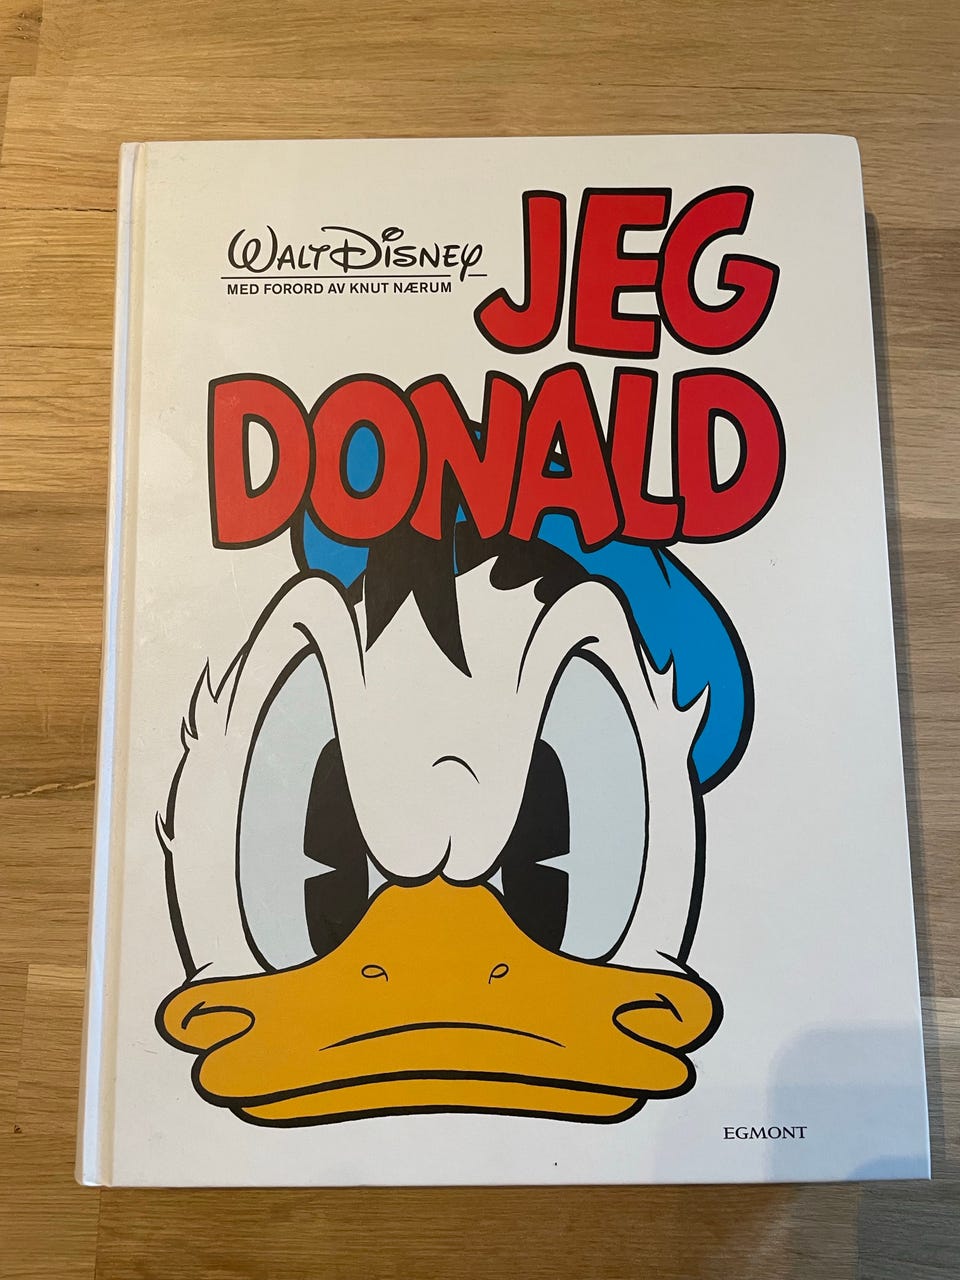 WALT DISNEY
MED FORORD AV KNUT NÆRUM
JEG
DONALD
EGMONT